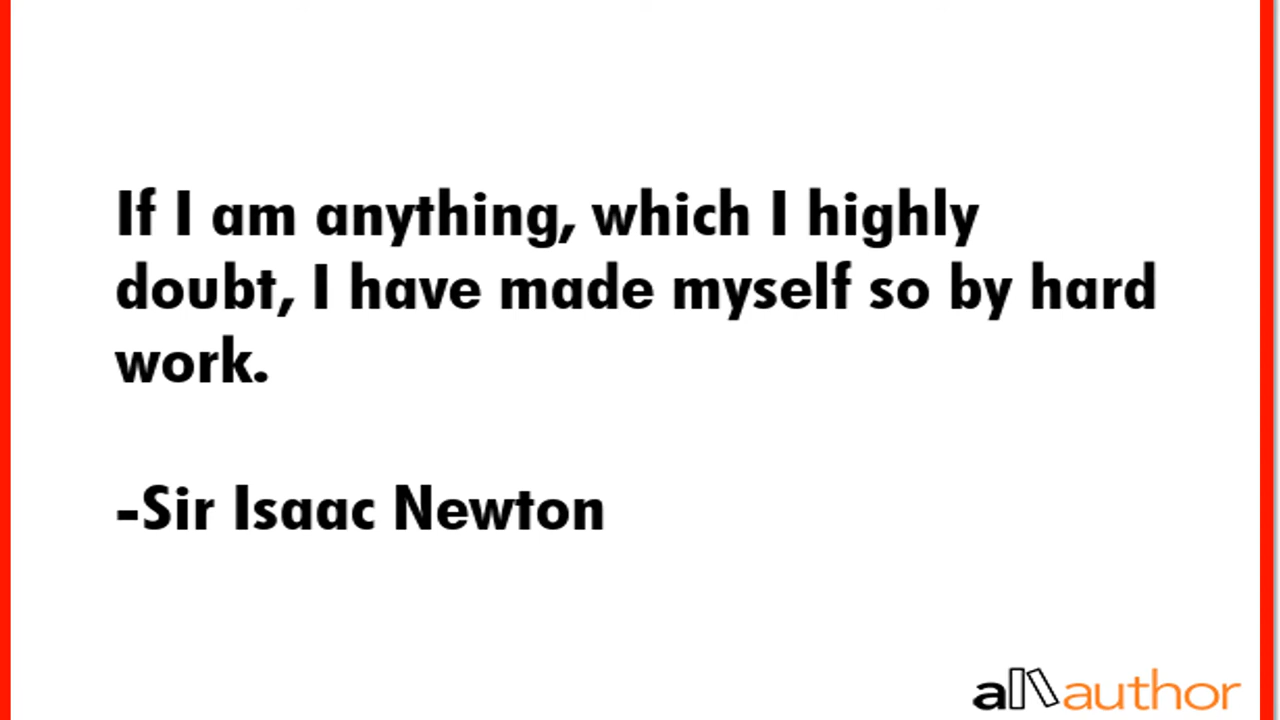 If I am anything, which I highly
doubt, I have made myself so by hard
work.
-Sir Isaac Newton
allauthor